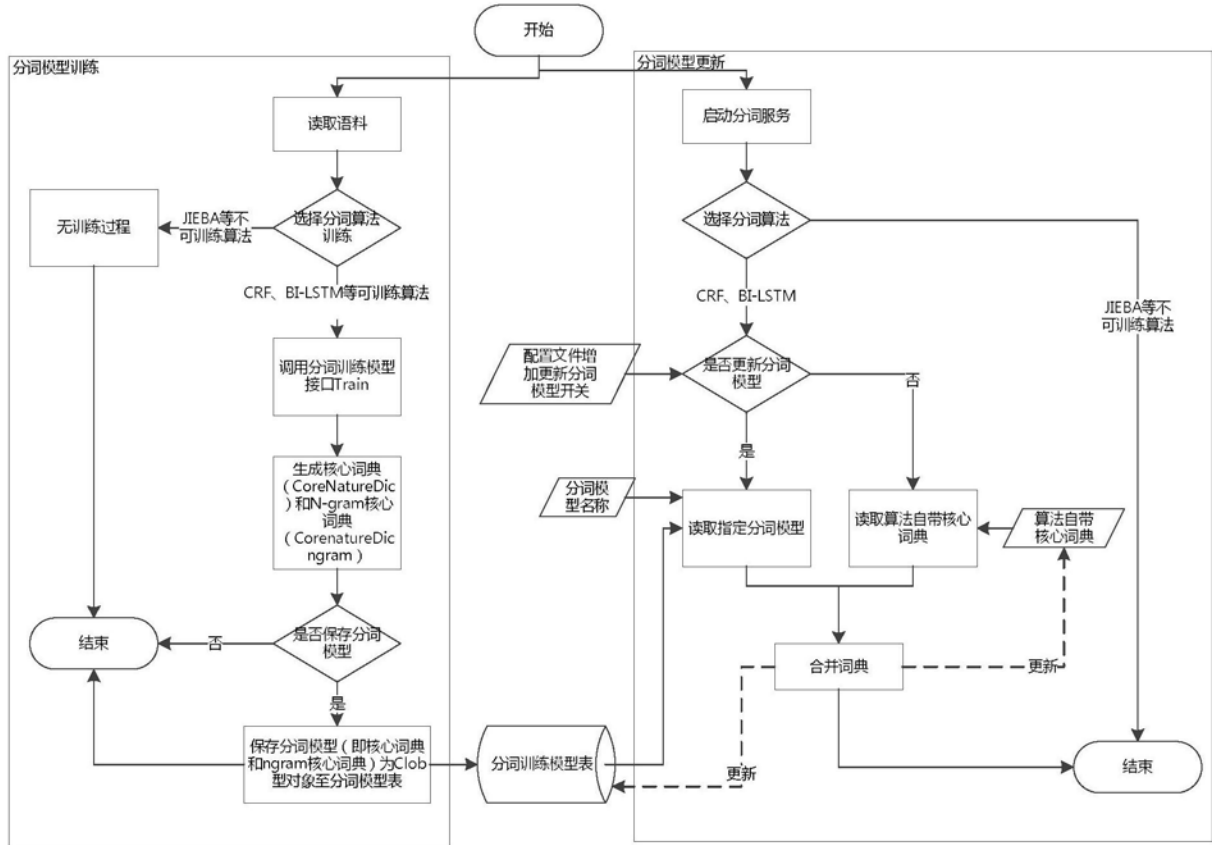 开始
分词模型训练
读取语料
选择分词算法
训练
JIEBA等不
可训练算法
无训练过程
CRF、BI-LSTM等可训练算法
调用分词训练模型
接口Train
生成核心词典
（CoreNatureDic
）和N-gram核心
词典
（CorenatureDic
ngram）
是否保存分词
模型
否
结束
是
保存分词模型（即核心词典
和ngram核心词典）为Clob
型对象至分词模型表
分词训练模型表
分词模型更新
启动分词服务
选择分词算法
CRF、BI-LSTM
JIEBA等不
可训练算法
配置文件增
加更新分词
模型开关
是否更新分词
模型
否
是
分词模
型名称
读取指定分词模型
读取算法自带核心
词典
算法自带
核心词典
合并词典
更新
更新
结束